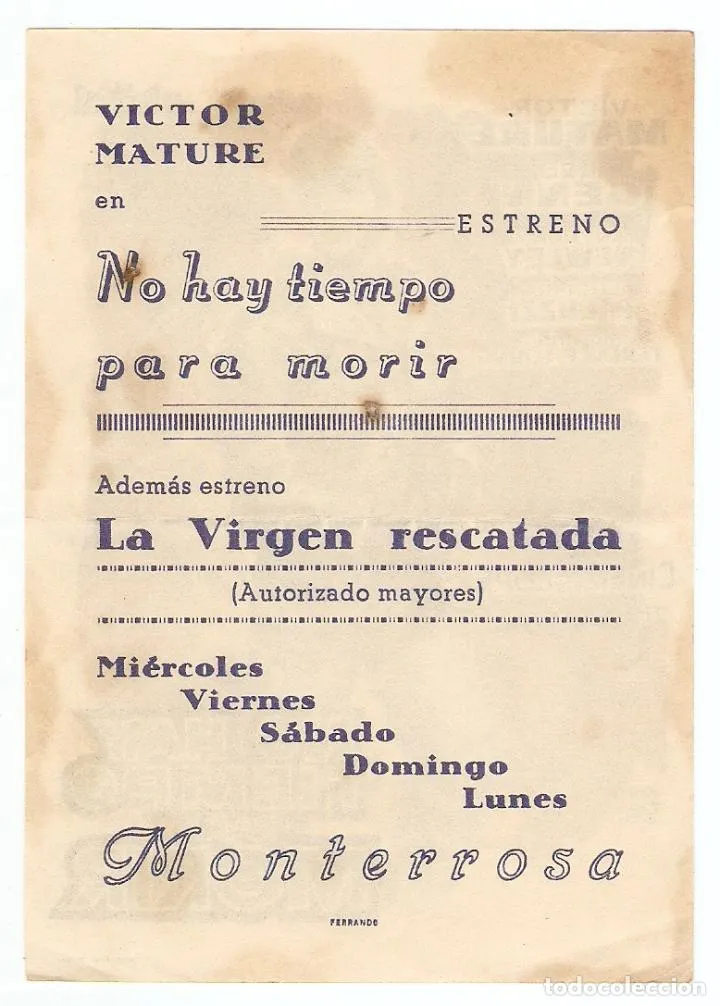 VICTOR
MATURE
en
ESTRENO
No hay tiempo
para morir
Además estreno
La Virgen rescatada
(Autorizado mayores)
Miércoles
Viernes
Sábado
Domingo
Lunes
Monterrosa
FERRANDO
todocoleccion